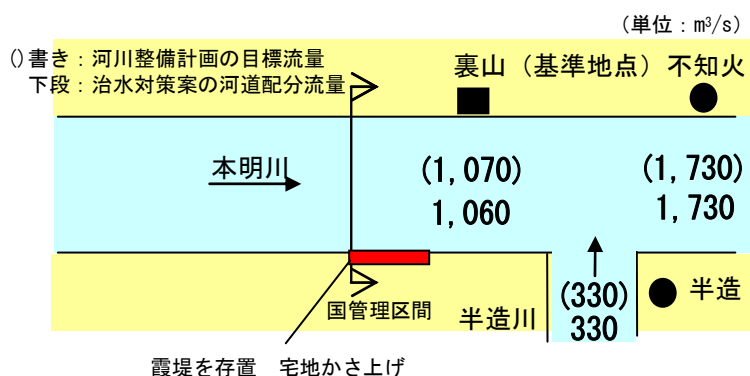 （単位：m³/s）
()書き：河川整備計画の目標流量
下段：治水対策案の河道配分流量
裏山（基準地点）不知火
本明川
(1,070)
1,060
(1,730)
1,730
国管理区間
半造川
(330)
330
半造
霞堤を存置　宅地かさ上げ